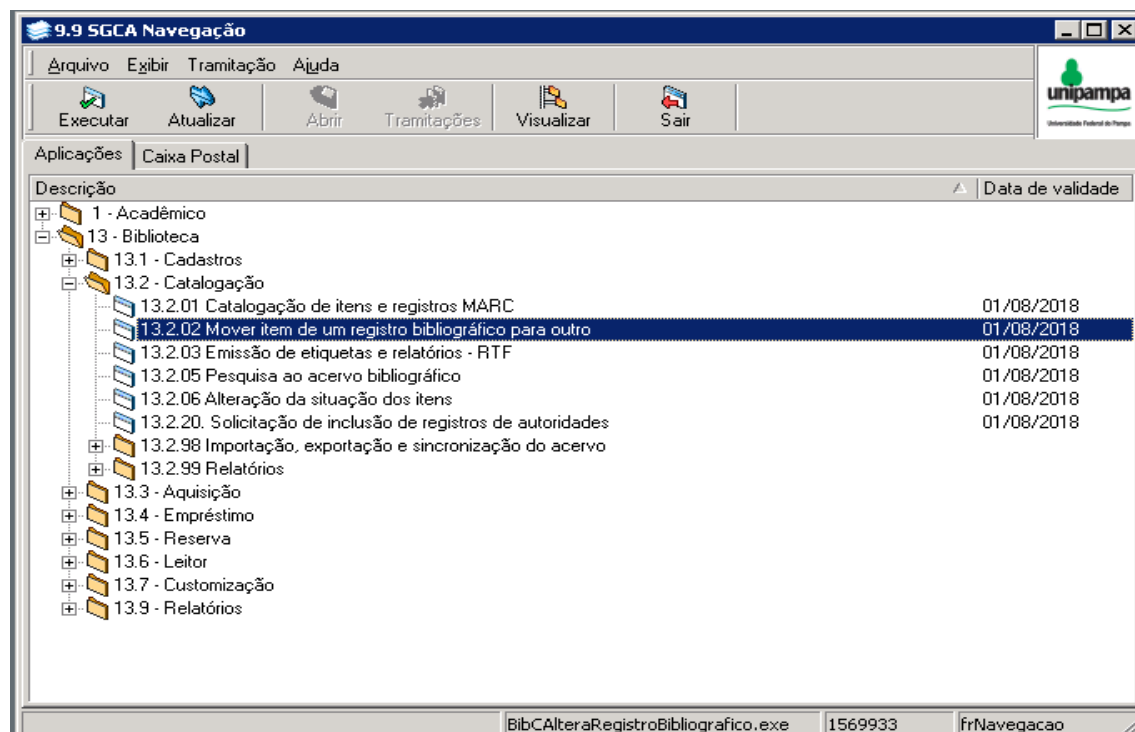 9.9 SGCA Navegação
Arquivo Exibir Tramitação Ajuda
Executar Atualizar Abrir Tramitações Visualizar Sair
unipampa
Universidade Federal do Pampa
Aplicações Caixa Postal
Descrição Data de validade
1 - Acadêmico
13 - Biblioteca
13.1 - Cadastros
13.2 - Catalogação
13.2.01 Catalogação de itens e registros MARC 01/08/2018
13.2.02 Mover item de um registro bibliográfico para outro 01/08/2018
13.2.03 Emissão de etiquetas e relatórios - RTF 01/08/2018
13.2.05 Pesquisa ao acervo bibliográfico 01/08/2018
13.2.06 Alteração da situação dos itens 01/08/2018
13.2.20. Solicitação de inclusão de registros de autoridades 01/08/2018
13.2.98 Importação, exportação e sincronização do acervo
13.2.99 Relatórios
13.3 - Aquisição
13.4 - Empréstimo
13.5 - Reserva
13.6 - Leitor
13.7 - Customização
13.9 - Relatórios
BibCAlteraRegistroBibliografico.exe 1569933 frNavegacao